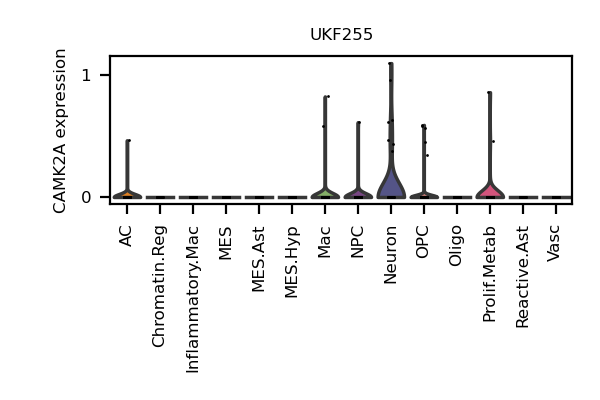 UKF255
CAMK2A expression
1
0
AC
Chromatin.Reg
Inflammatory.Mac
MES
MES.Ast
MES.Hyp
Mac
NPC
Neuron
OPC
Oligo
Prolif.Metab
Reactive.Ast
Vasc